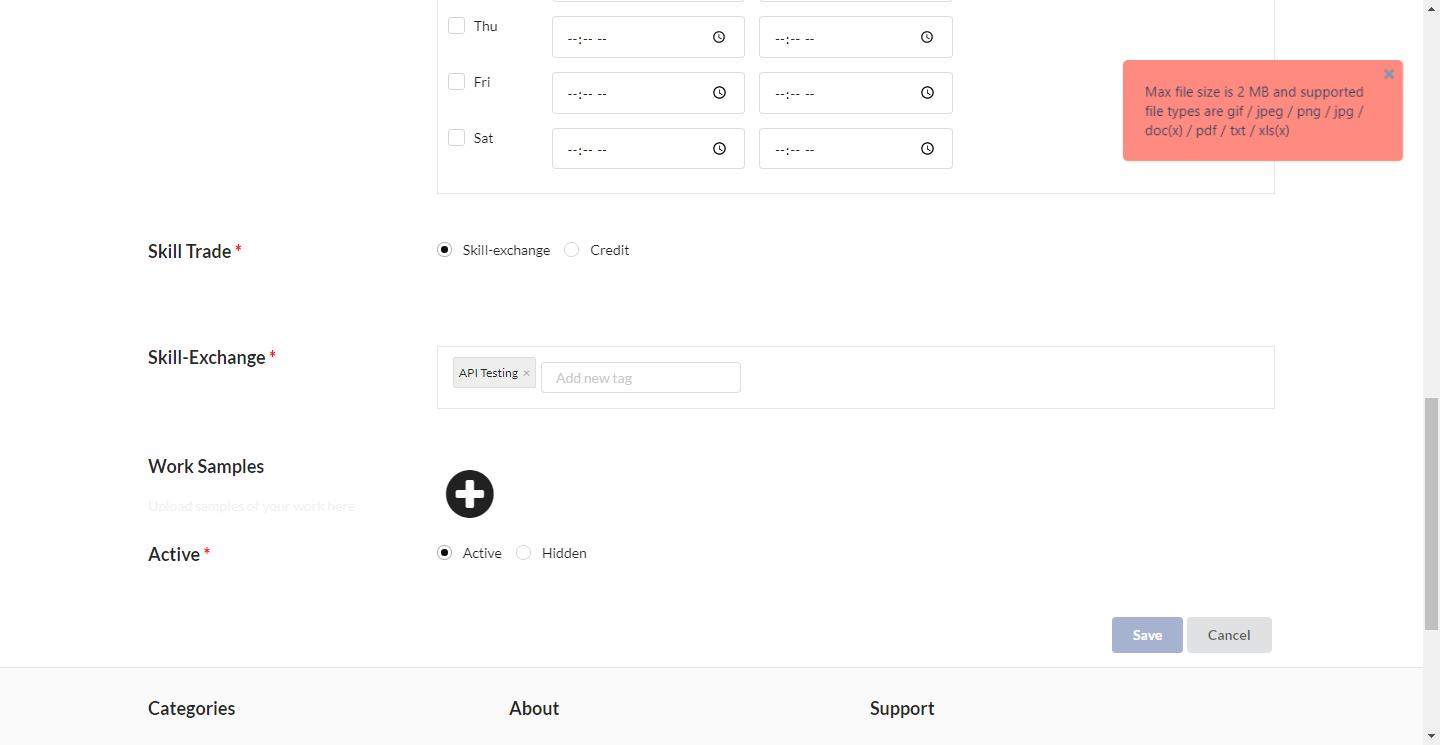 Thu --:-- -- --:-- --
Fri --:-- -- --:-- --
Sat --:-- -- --:-- --
Max file size is 2 MB and supported
file types are gif / jpeg / png / jpg /
doc(x) / pdf / txt / xls(x)
Skill Trade * Skill-exchange Credit
Skill-Exchange * API Testing × Add new tag
Work Samples
Upload samples of your work here
Active * Active Hidden
Save Cancel
Categories About Support